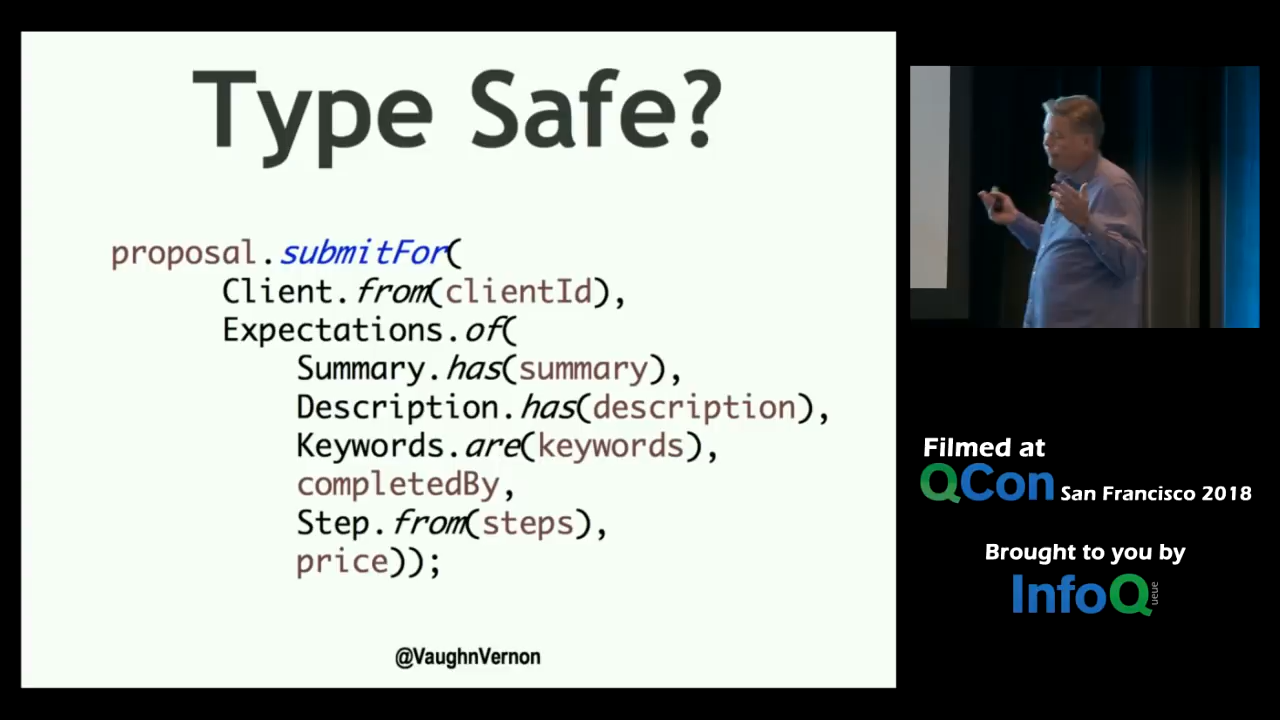 Type Safe?
proposal.submitFor(
Client.from(clientId),
Expectations.of(
Summary.has(summary),
Description.has(description),
Keywords.are(keywords),
completedBy,
Step.from(steps),
price));
@VaughnVernon
Filmed at
QCon San Francisco 2018
Brought to you by
InfoQueue